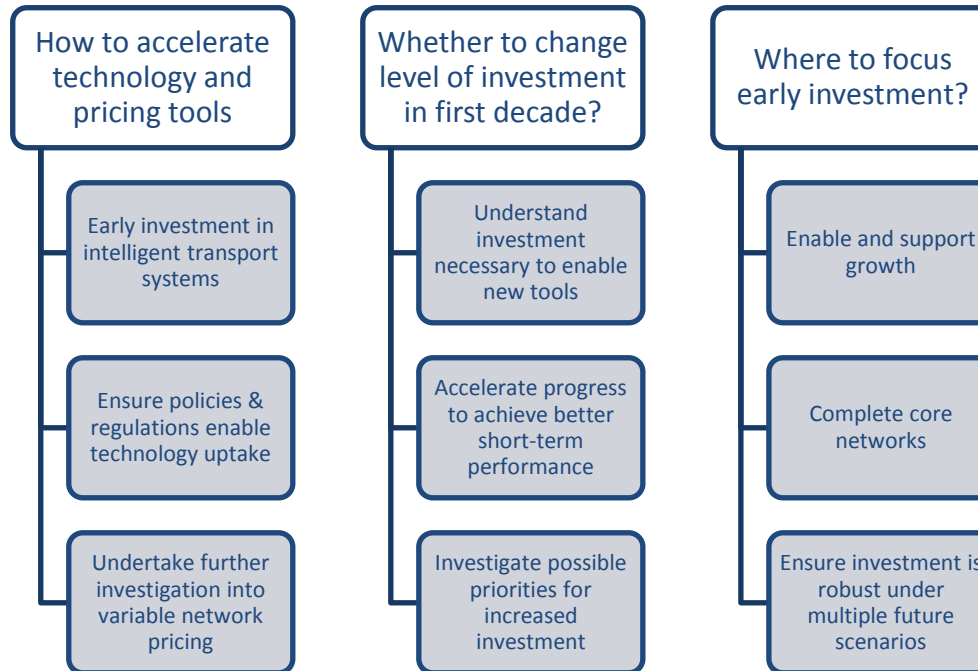 How to accelerate
technology and
pricing tools
Early investment in
intelligent transport
systems
Ensure policies &
regulations enable
technology uptake
Undertake further
investigation into
variable network
pricing
Whether to change
level of investment
in first decade?
Understand
investment
necessary to enable
new tools
Accelerate progress
to achieve better
short-term
performance
Investigate possible
priorities for
increased
investment
Where to focus
early investment?
Enable and support
growth
Complete core
networks
Ensure investment is
robust under
multiple future
scenarios